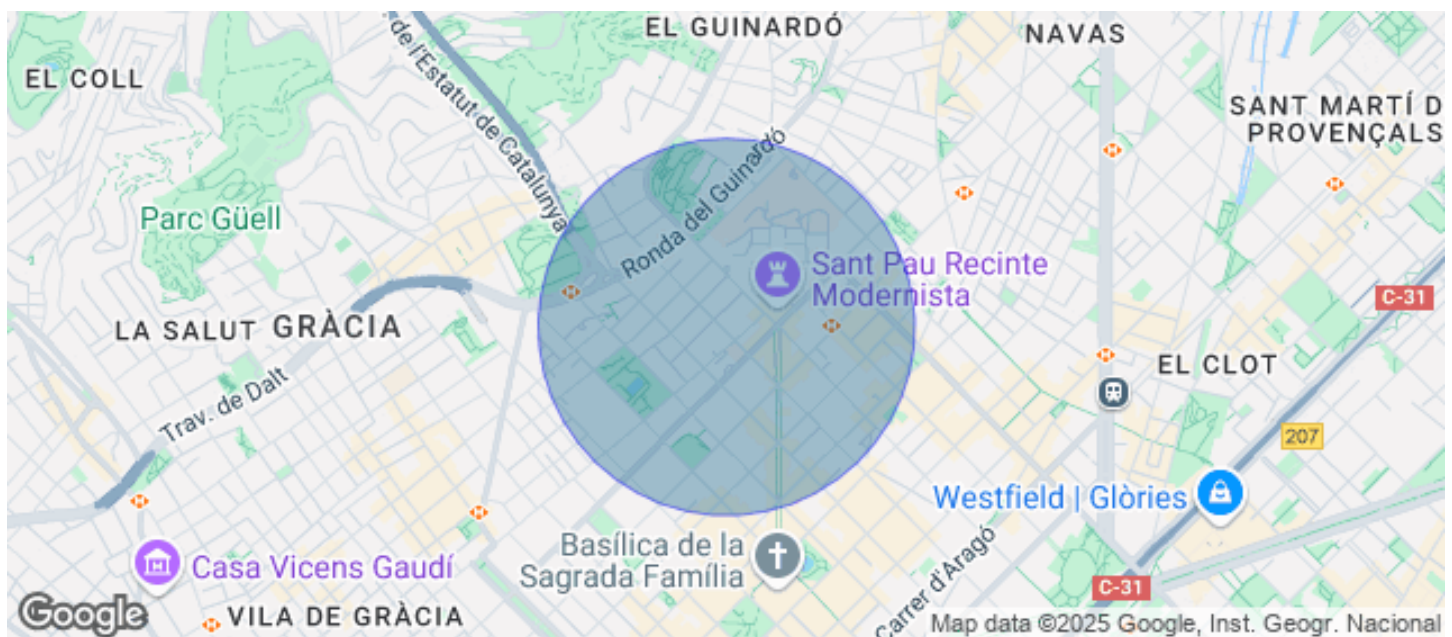 EL GUINARDÓ
NAVAS
EL COLL
de l'Estatut de Catalunya
SANT MARTÍ D
PROVENÇALS
Ronda del Guinardó
Parc Güell
Sant Pau Recinte
Modernista
C-31
LA SALUT
GRÀCIA
EL CLOT
Trav. de Dalt
207
Westfield | Glòries
Basílica de la
Sagrada Família
Carrer d'Aragó
Casa Vicens Gaudí
C-31
VILA DE GRÀCIA
Google
Map data ©2025 Google, Inst. Geogr. Nacional